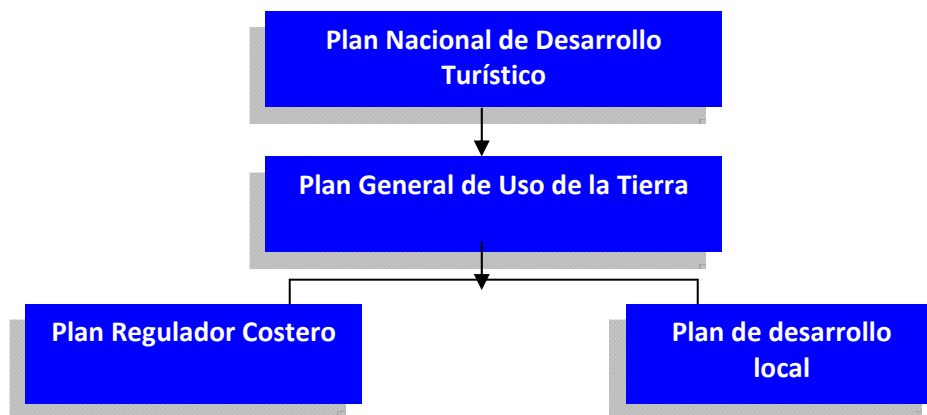 Plan Nacional de Desarrollo
Turístico
Plan General de Uso de la Tierra
Plan Regulador Costero
Plan de desarrollo
local